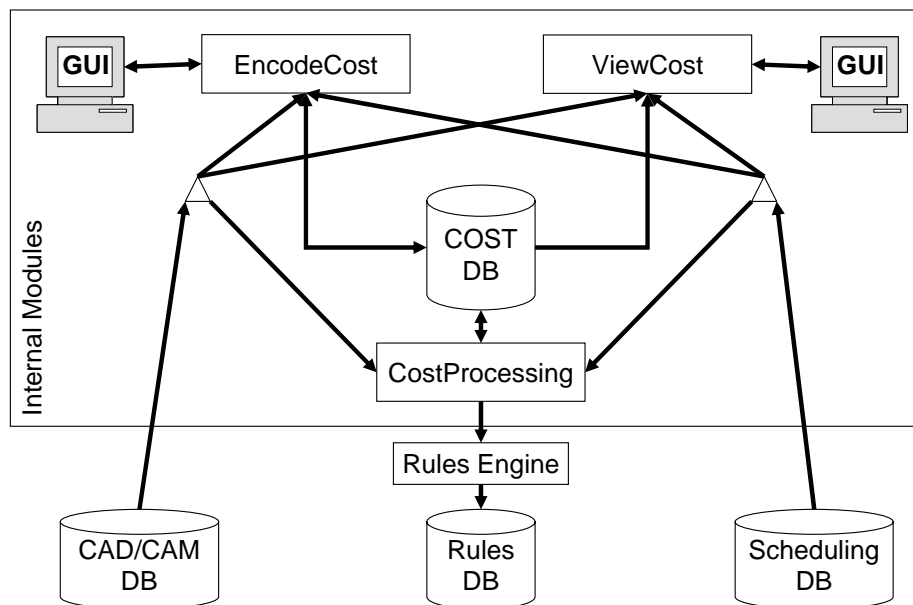 GUI
EncodeCost
ViewCost
GUI
COST
DB
Internal Modules
CostProcessing
Rules Engine
CAD/CAM
DB
Rules
DB
Scheduling
DB